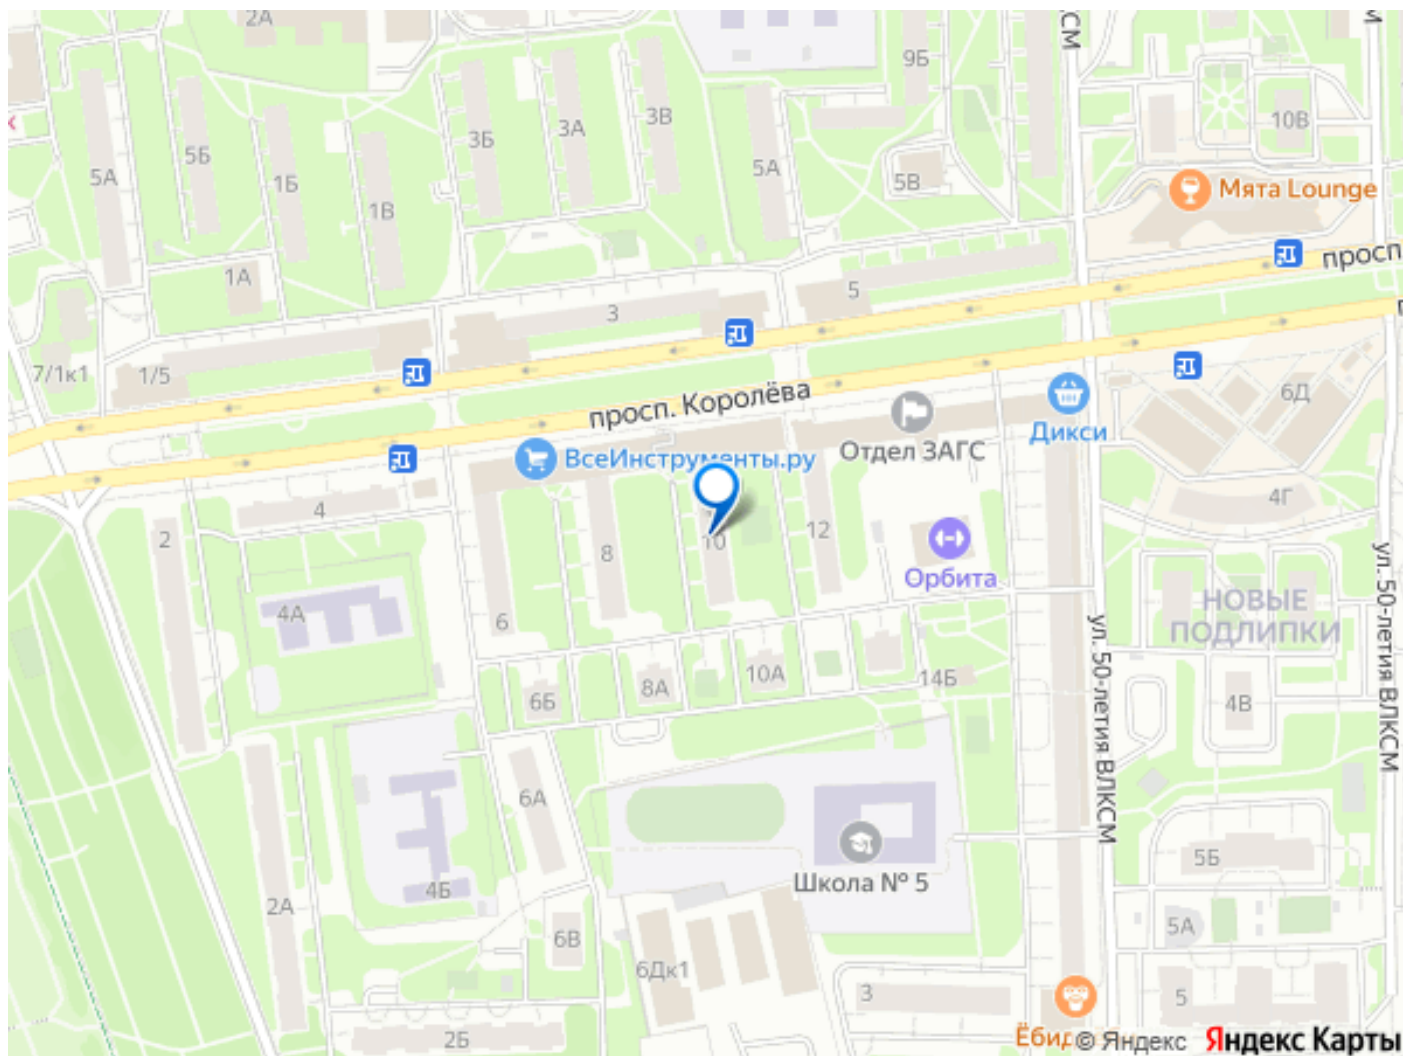 2А
СМ
9Б
10В
3Б
3А
3В
5А
5Б
5А
1Б
5В
1В
Мята Lounge
1А
просп
5
3
7/1к1
1/5
просп. Королёва
6Д
Дикси
Отдел ЗАГС
ВсеИнструменты.ру
4Г
4
2
10
12
8
Орбита
4А
6
НОВЫЕ
ПОДЛИПКИ
ул. 50-летия ВЛКСМ
ул. 50-летия ВЛКСМ
10А
14Б
8А
6Б
4В
6А
5Б
Школа № 5
4Б
2А
5А
6В
6Дк1
3
5
2Б
Ёбид
© Яндекс
Яндекс Карты